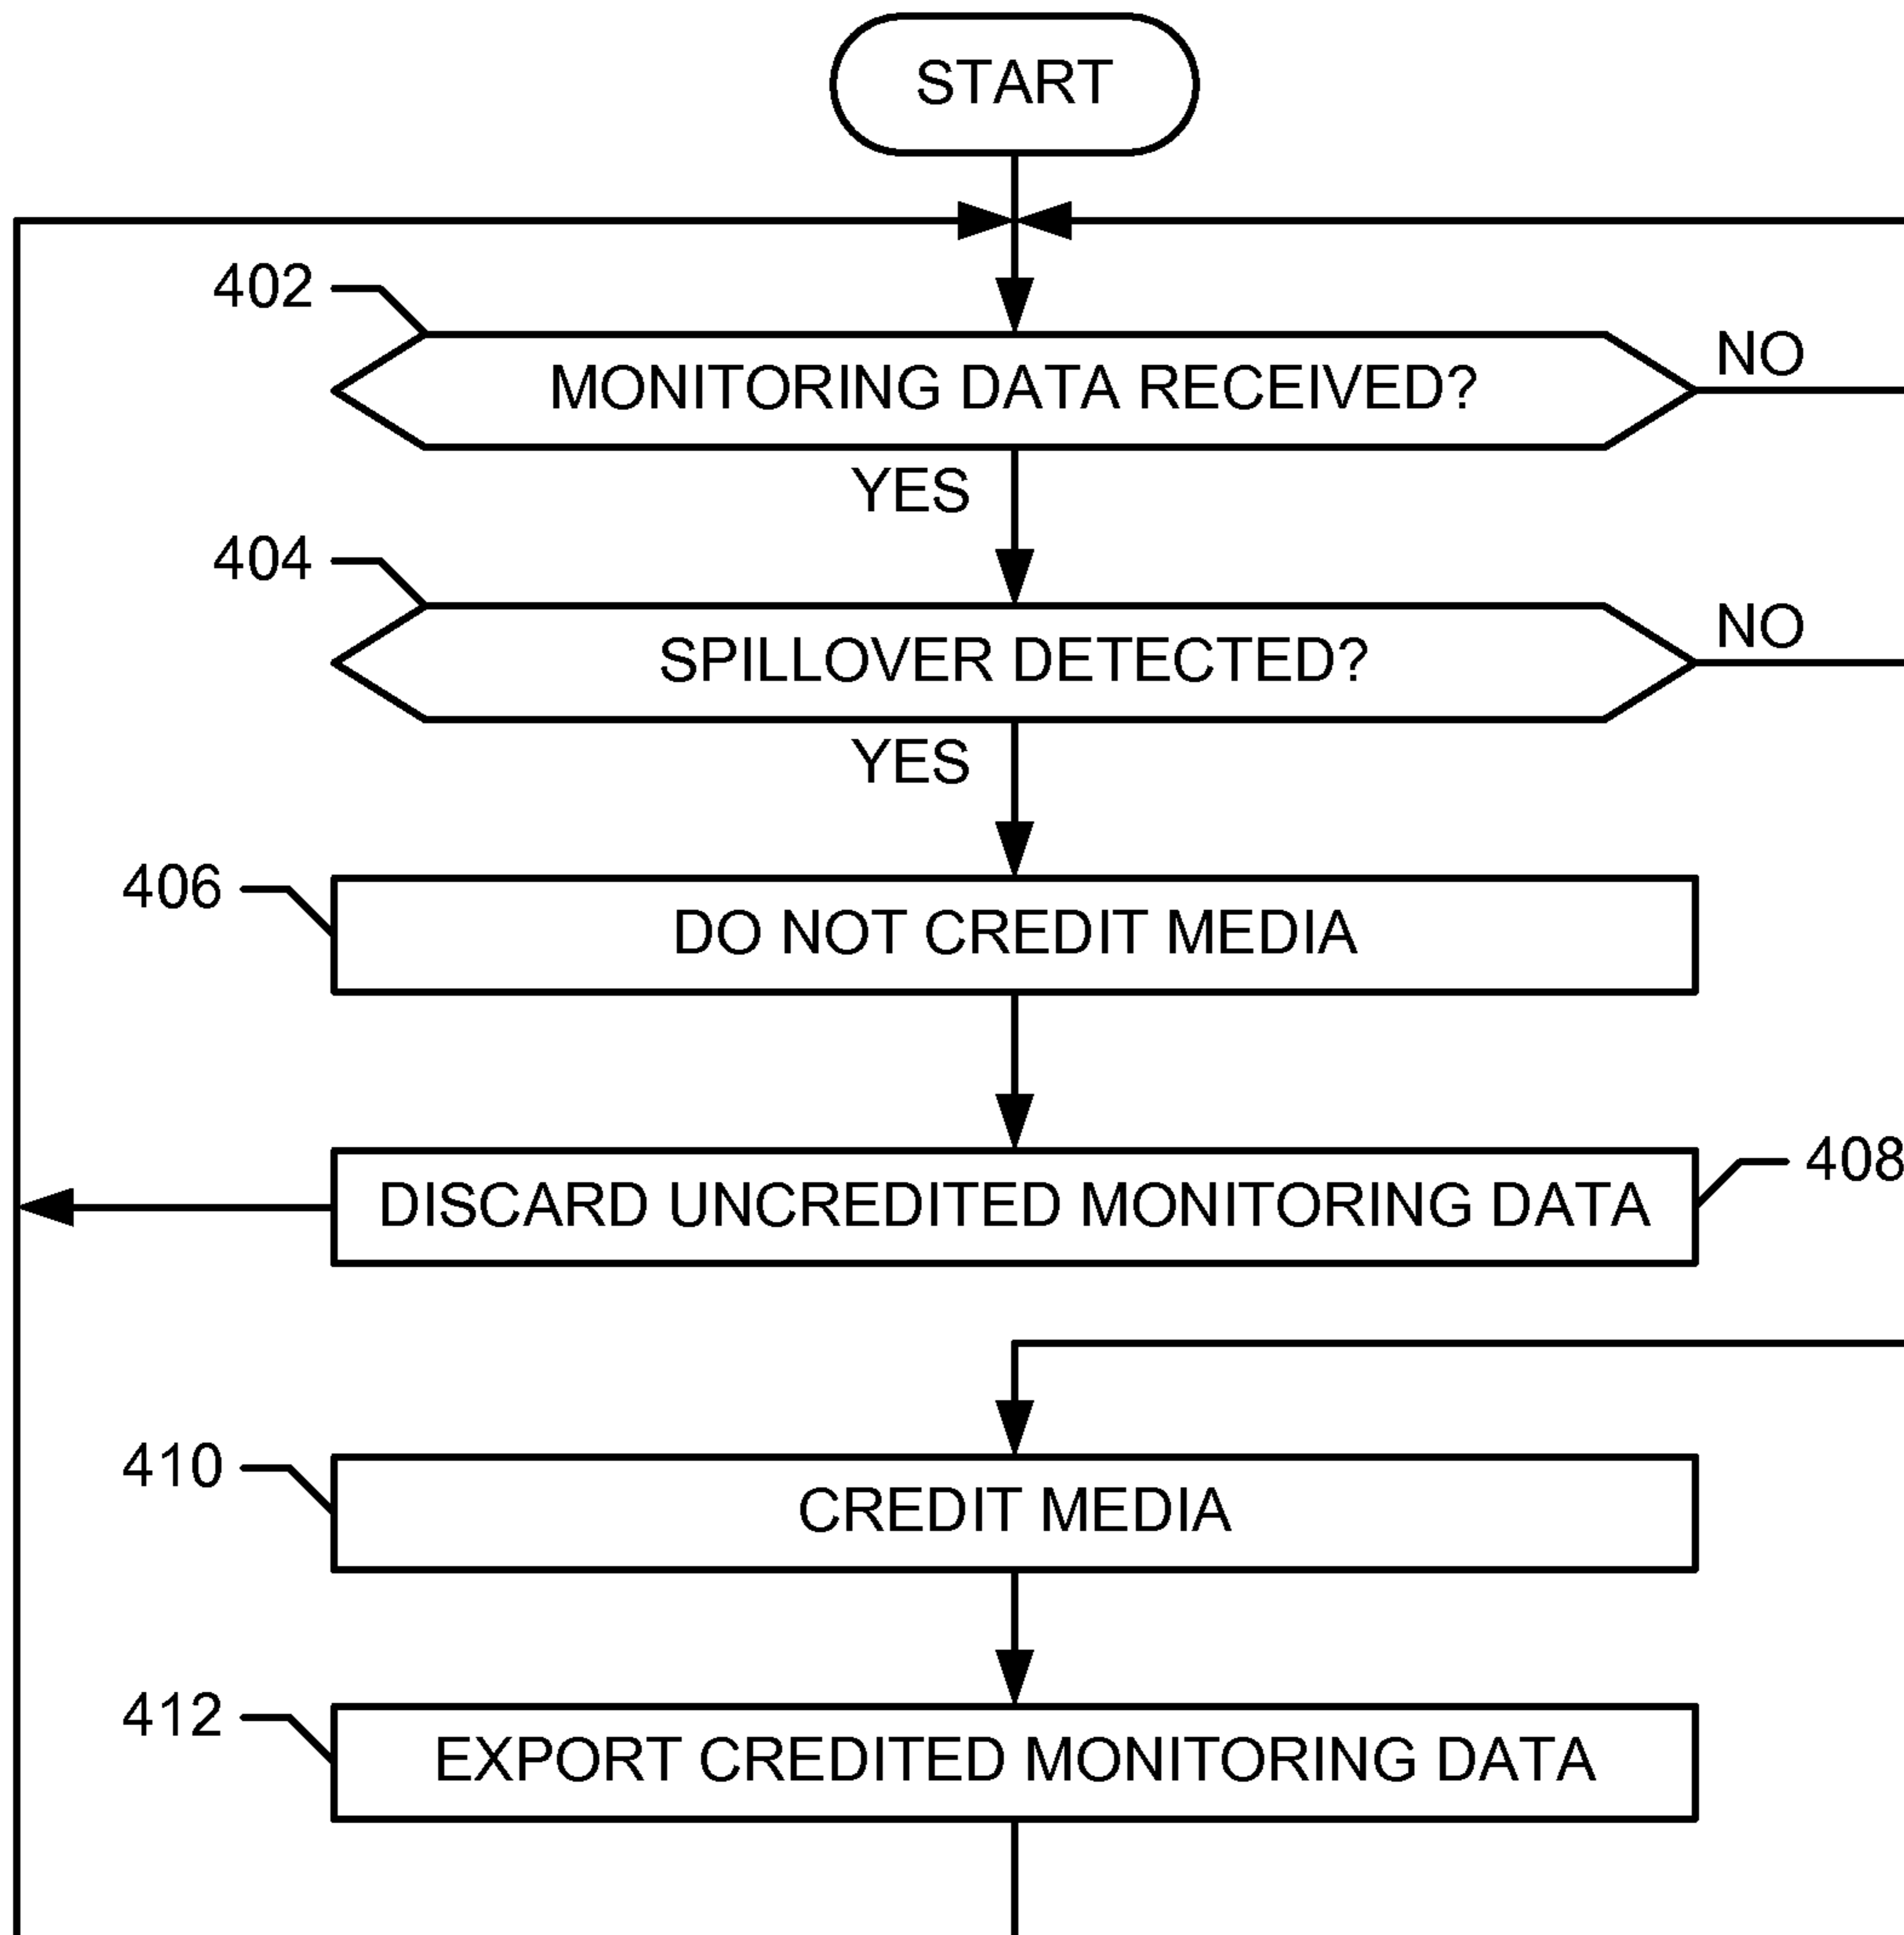 START
402
MONITORING DATA RECEIVED?
NO
YES
404
SPILLOVER DETECTED?
NO
YES
406
DO NOT CREDIT MEDIA
408
DISCARD UNCREDITED MONITORING DATA
410
CREDIT MEDIA
412
EXPORT CREDITED MONITORING DATA